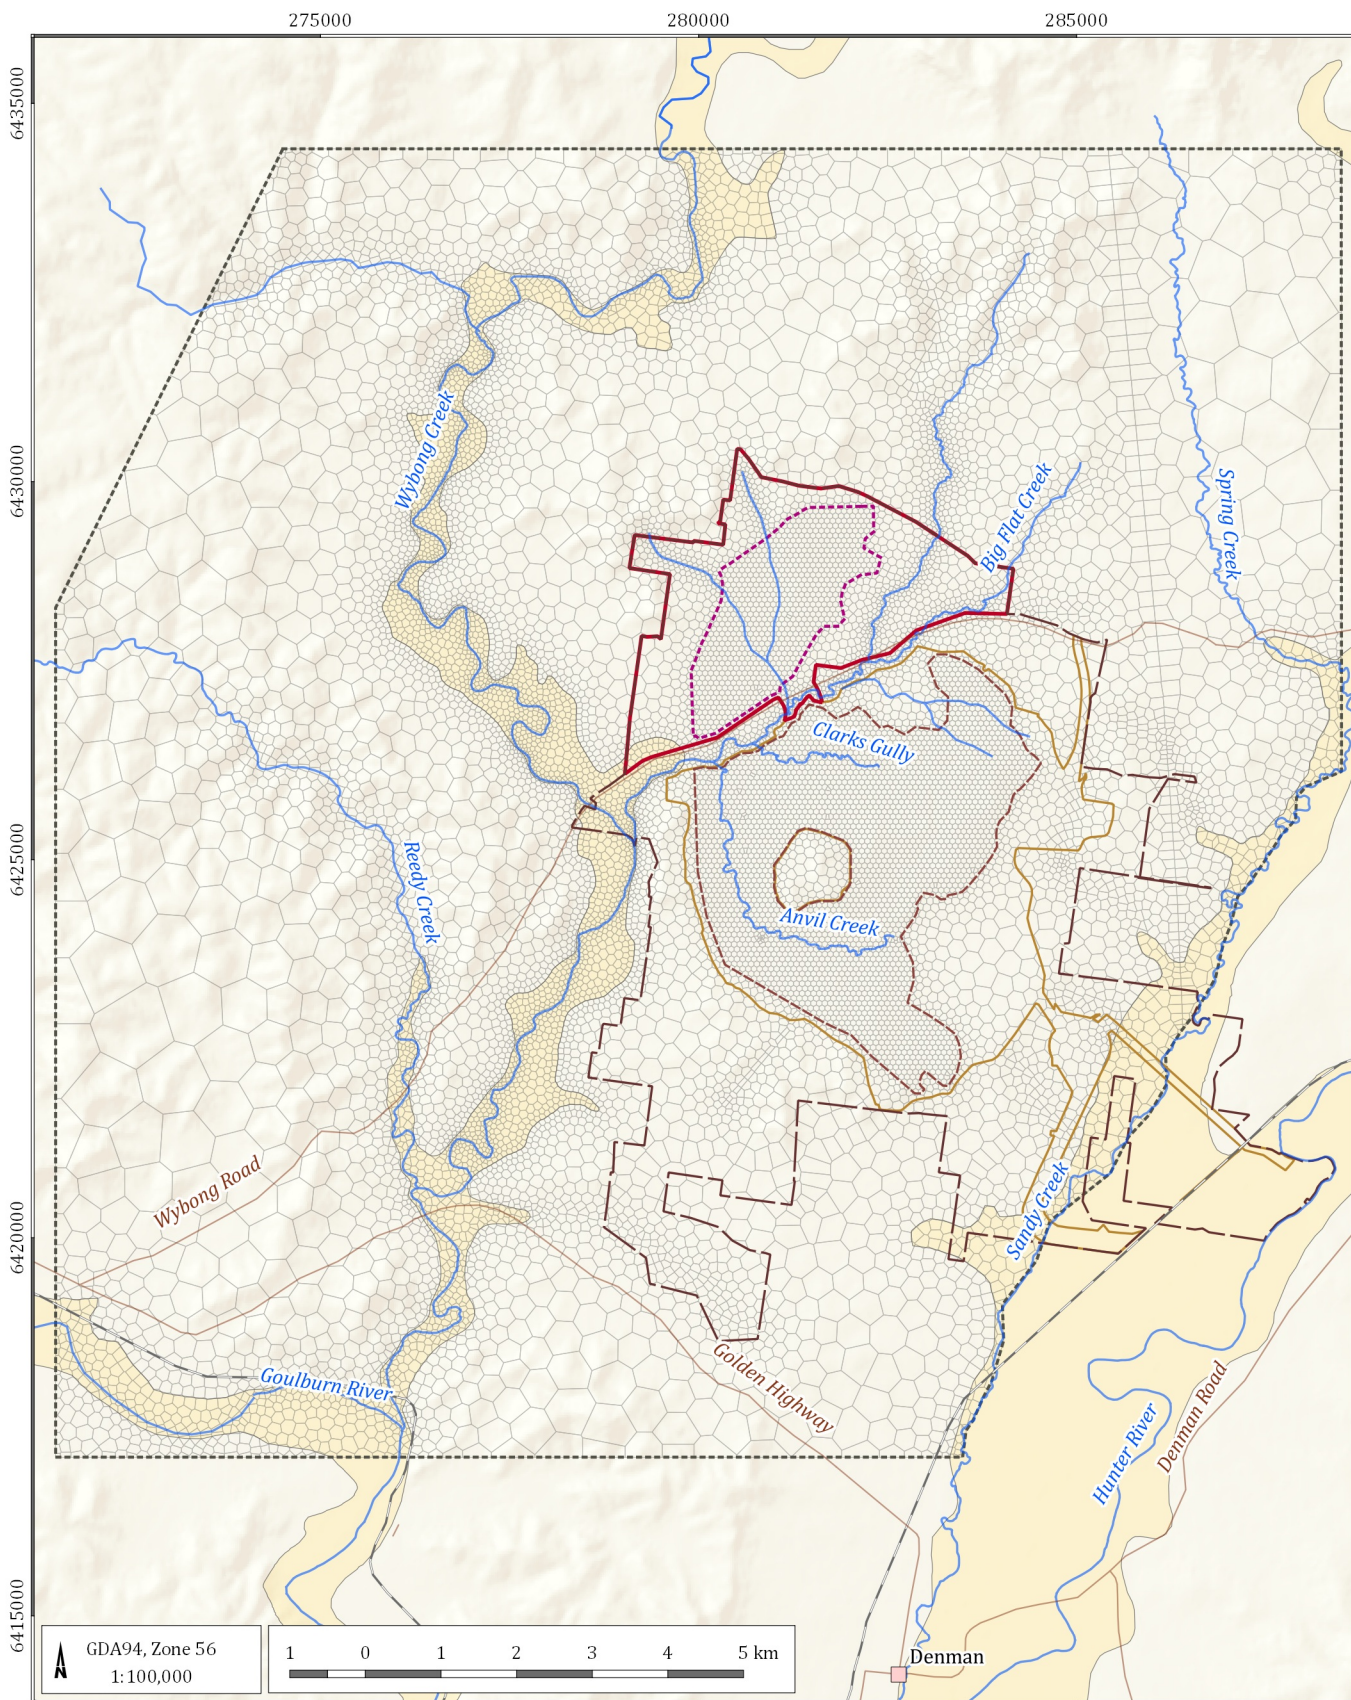 275000 280000 285000
6435000
6430000
6425000
6420000
6415000
Wybong Creek
Big Flat Creek
Spring Creek
Clarks Gully
Reedy Creek
Anvil Creek
Wybong Road
Sandy Creek
Goulburn River
Golden Highway
Denman Road
Hunter River
Denman
N
GDA94, Zone 56
1:100,000
1 0 1 2 3 4 5 km